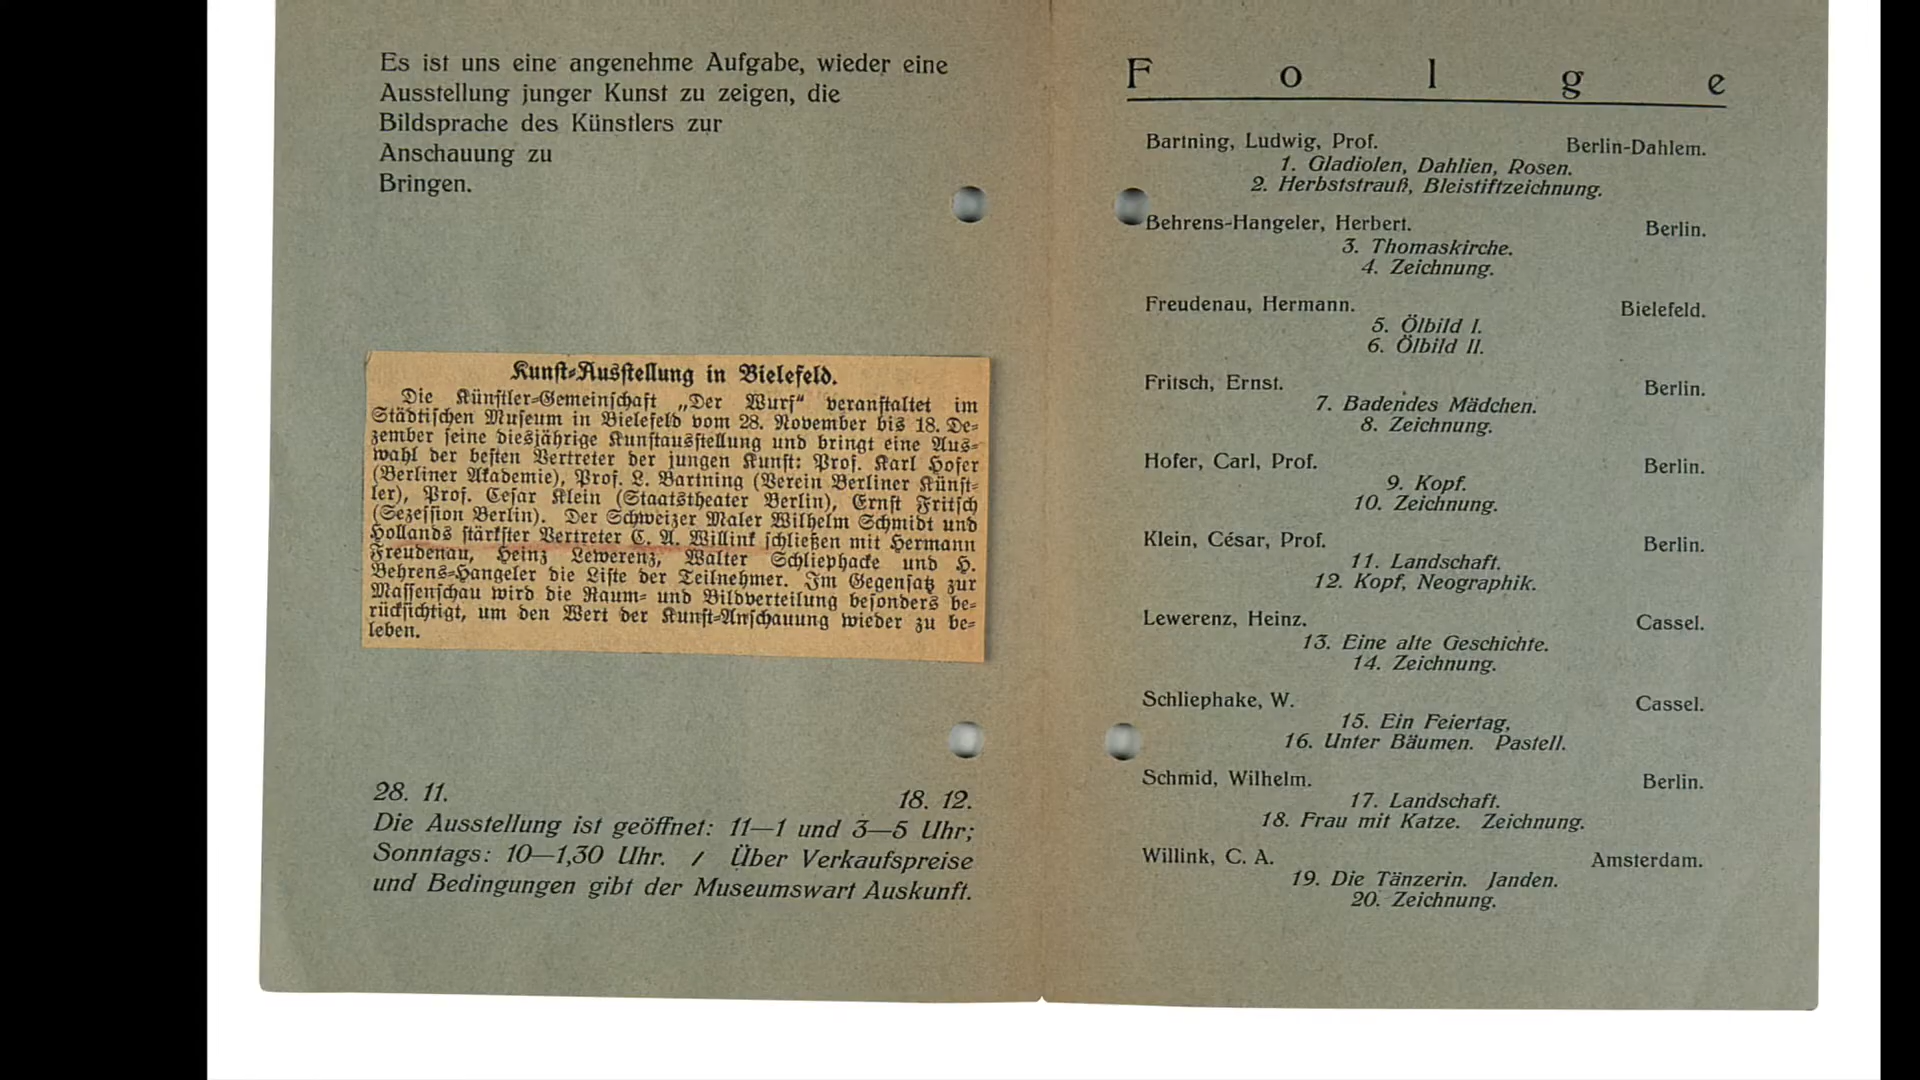 Es ist uns eine angenehme Aufgabe, wieder eine
Ausstellung junger Kunst zu zeigen, die
Bildsprache des Künstlers zur
Anschauung zu
Bringen.
Kunst-Ausstellung in Bielefeld.
Die Künstler-Gemeinschaft „Der Wurf“ veranstaltet im
Städtischen Museum in Bielefeld vom 28. November bis 18. De-
zember seine diesjährige Kunstausstellung und bringt eine Aus-
wahl der besten Vertreter der jungen Kunst: Prof. Karl Hofer
(Berliner Akademie), Prof. L. Bartning (Verein Berliner Künst-
ler), Prof. Cesar Klein (Staatstheater Berlin), Ernst Fritsch
(Sezession Berlin). Der Schweizer Maler Wilhelm Schmidt und
Hollands stärkster Vertreter C. A. Willink schließen mit Hermann
Freudenau, Heinz Lewerenz, Walter Schliephacke und H.
Behrens-Hangeler die Liste der Teilnehmer. Im Gegensatz zur
Massenschau wird die Raum- und Bildverteilung besonders be-
rücksichtigt, um den Wert der Kunst-Anschauung wieder zu be-
leben.
28. 11. 18. 12.
Die Ausstellung ist geöffnet: 11—1 und 3—5 Uhr;
Sonntags: 10—1,30 Uhr. / Über Verkaufspreise
und Bedingungen gibt der Museumswart Auskunft.
F o l g e
Bartning, Ludwig, Prof. Berlin-Dahlem.
1. Gladiolen, Dahlien, Rosen.
2. Herbststrauß, Bleistiftzeichnung.
Behrens-Hangeler, Herbert. Berlin.
3. Thomaskirche.
4. Zeichnung.
Freudenau, Hermann. Bielefeld.
5. Ölbild I.
6. Ölbild II.
Fritsch, Ernst. Berlin.
7. Badendes Mädchen.
8. Zeichnung.
Hofer, Carl, Prof. Berlin.
9. Kopf.
10. Zeichnung.
Klein, César, Prof. Berlin.
11. Landschaft.
12. Kopf, Neographik.
Lewerenz, Heinz. Cassel.
13. Eine alte Geschichte.
14. Zeichnung.
Schliephake, W. Cassel.
15. Ein Feiertag,
16. Unter Bäumen. Pastell.
Schmid, Wilhelm. Berlin.
17. Landschaft.
18. Frau mit Katze. Zeichnung.
Willink, C. A. Amsterdam.
19. Die Tänzerin. Janden.
20. Zeichnung.